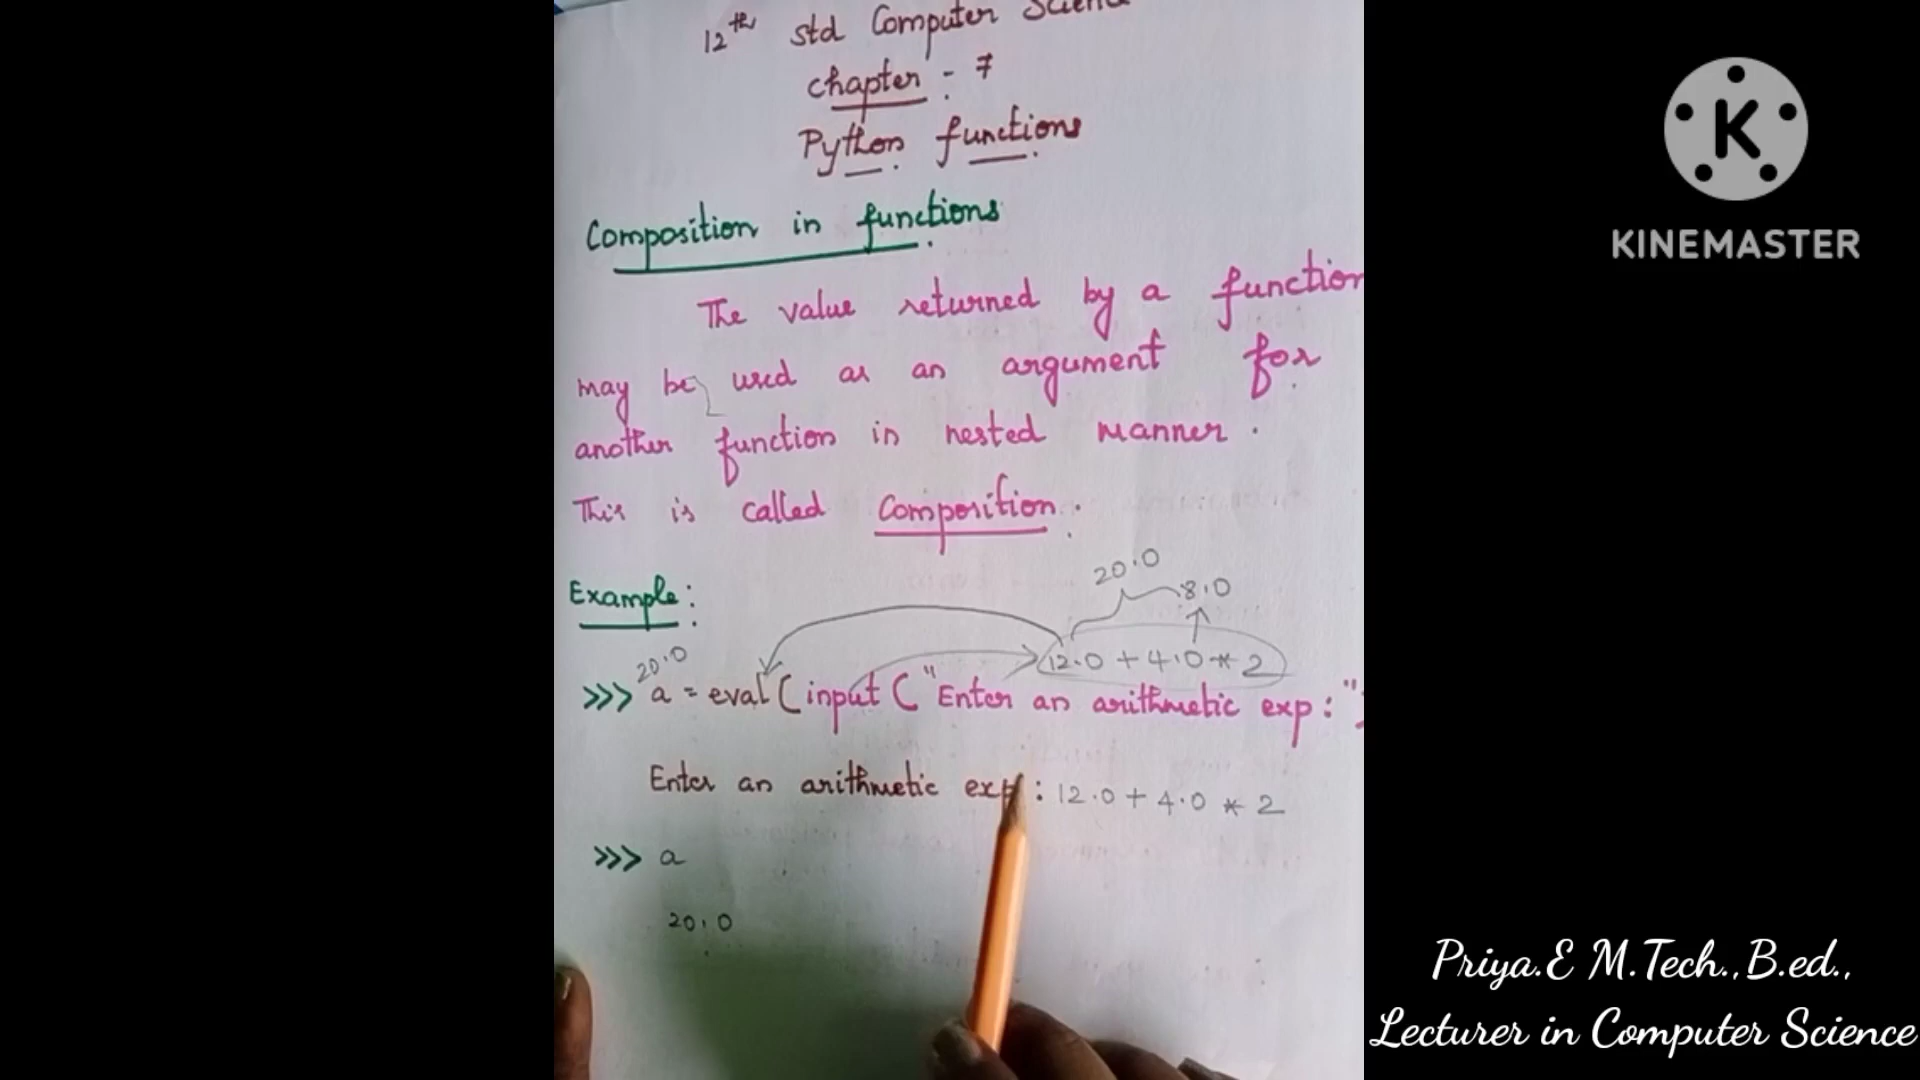 12th std Computer Scienc
chapter : 7
Python functions
Composition in functions
The value returned by a function
may be used as an argument for
another function in nested manner.
This is called Composition.
Example:
20.0
8.0
12.0 + 4.0 * 2
20.0
>>> a = eval ( input ( "Enter an arithmetic exp : "
Enter an arithmetic exp : 12.0 + 4.0 * 2
>>> a
20.0
K
KINEMASTER
Priya.E M.Tech.,B.ed.,
Lecturer in Computer Science